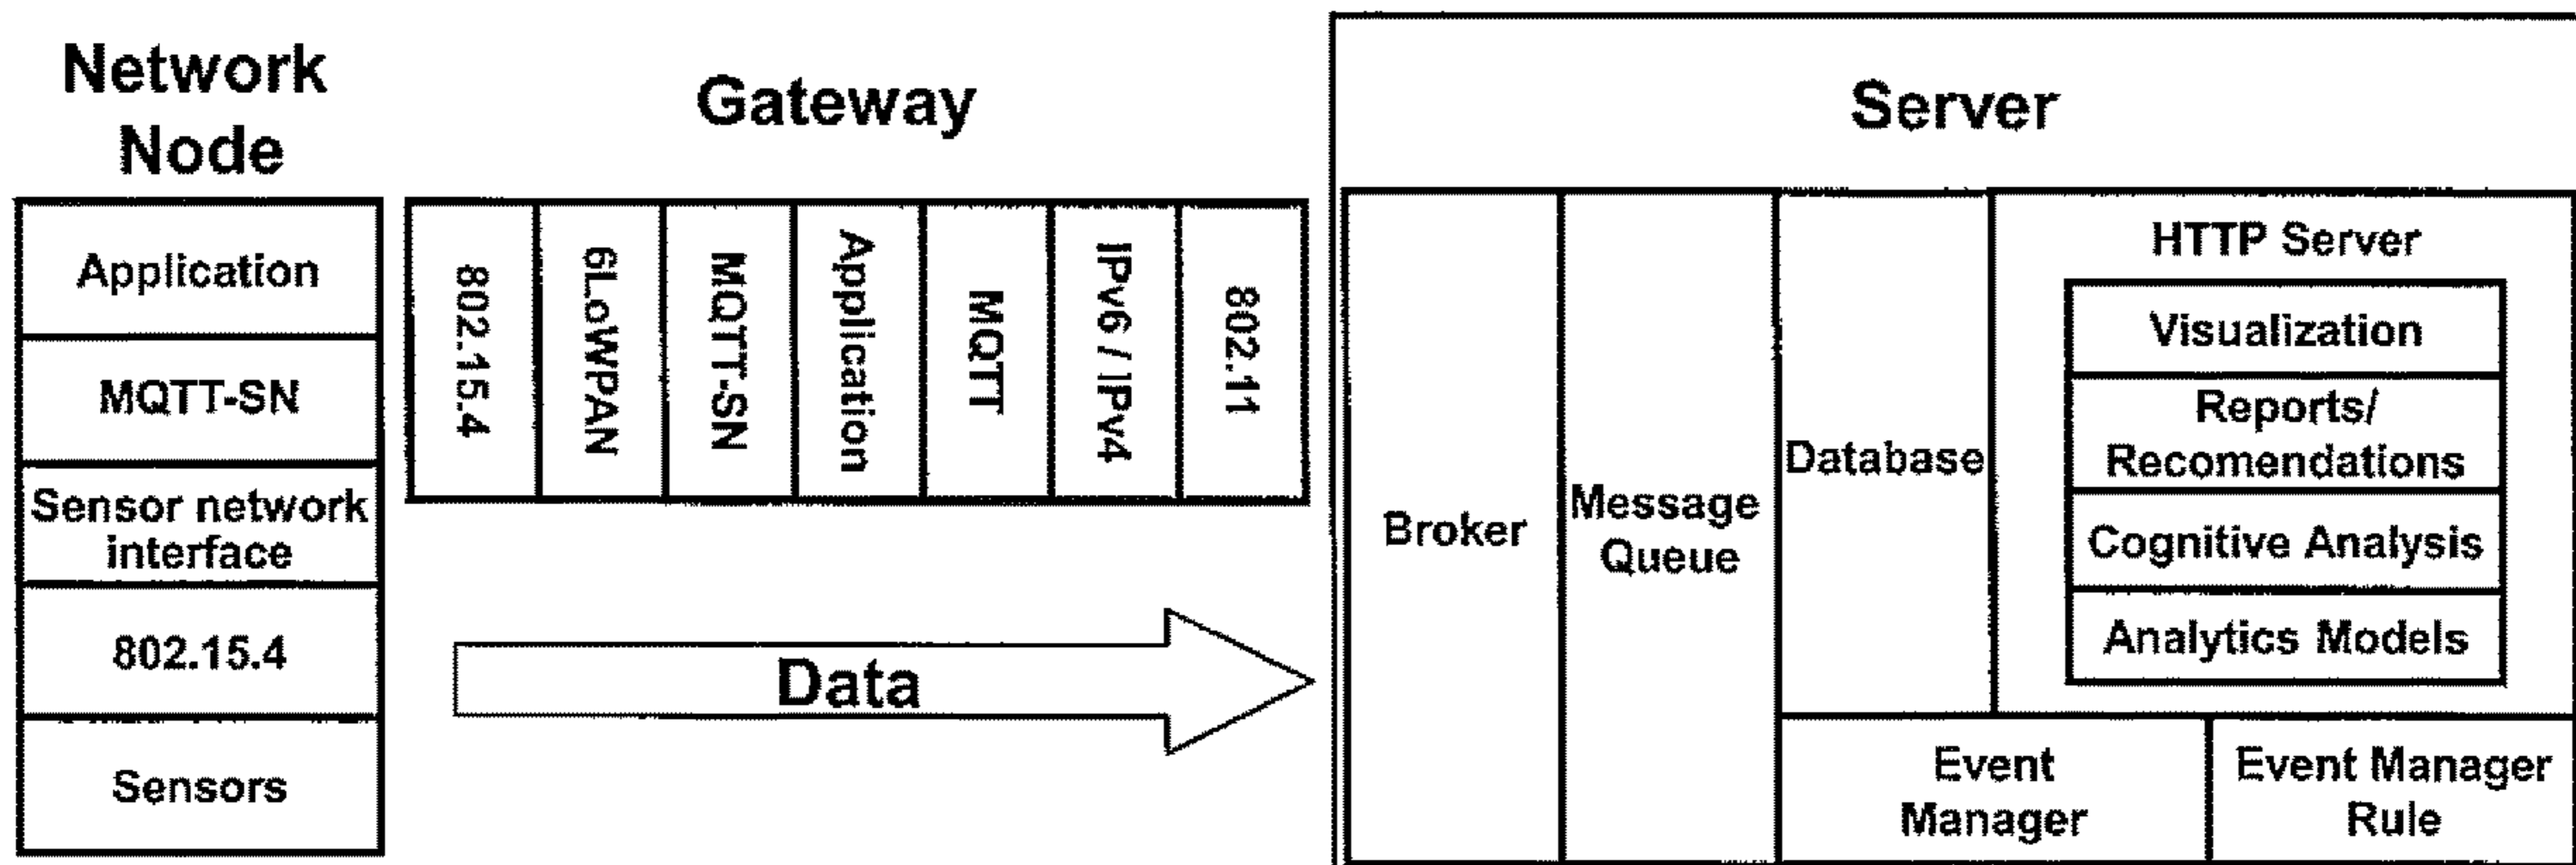 Network
Node
Application
MQTT-SN
Sensor network
interface
802.15.4
Sensors
Gateway
802.15.4
6LoWPAN
MQTT-SN
Application
MQTT
IPv6 / IPv4
802.11
Data
Server
Broker
Message
Queue
Database
HTTP Server
Visualization
Reports/
Recomendations
Cognitive Analysis
Analytics Models
Event
Manager
Event Manager
Rule